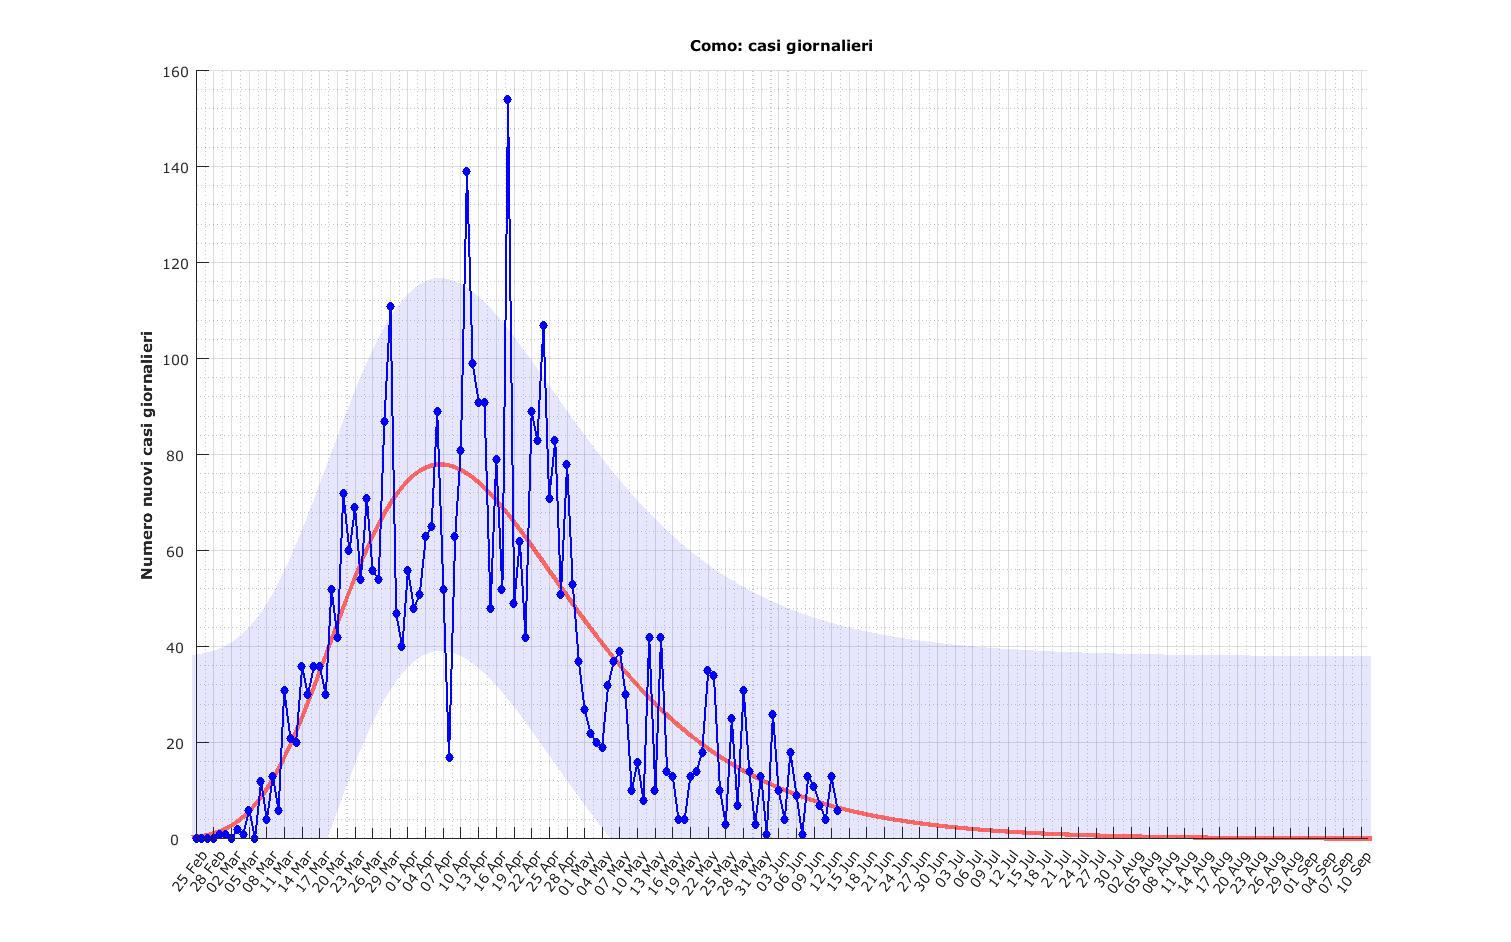 Como: casi giornalieri
Numero nuovi casi giornalieri
160
140
120
100
80
60
40
20
0
25 Feb
28 Feb
02 Mar
05 Mar
08 Mar
11 Mar
14 Mar
17 Mar
20 Mar
23 Mar
26 Mar
29 Mar
01 Apr
04 Apr
07 Apr
10 Apr
13 Apr
16 Apr
19 Apr
22 Apr
25 Apr
28 Apr
01 May
04 May
07 May
10 May
13 May
16 May
19 May
22 May
25 May
28 May
31 May
03 Jun
06 Jun
09 Jun
12 Jun
15 Jun
18 Jun
21 Jun
24 Jun
27 Jun
30 Jun
03 Jul
06 Jul
09 Jul
12 Jul
15 Jul
18 Jul
21 Jul
24 Jul
27 Jul
30 Jul
02 Aug
05 Aug
08 Aug
11 Aug
14 Aug
17 Aug
20 Aug
23 Aug
26 Aug
29 Aug
01 Sep
04 Sep
07 Sep
10 Sep